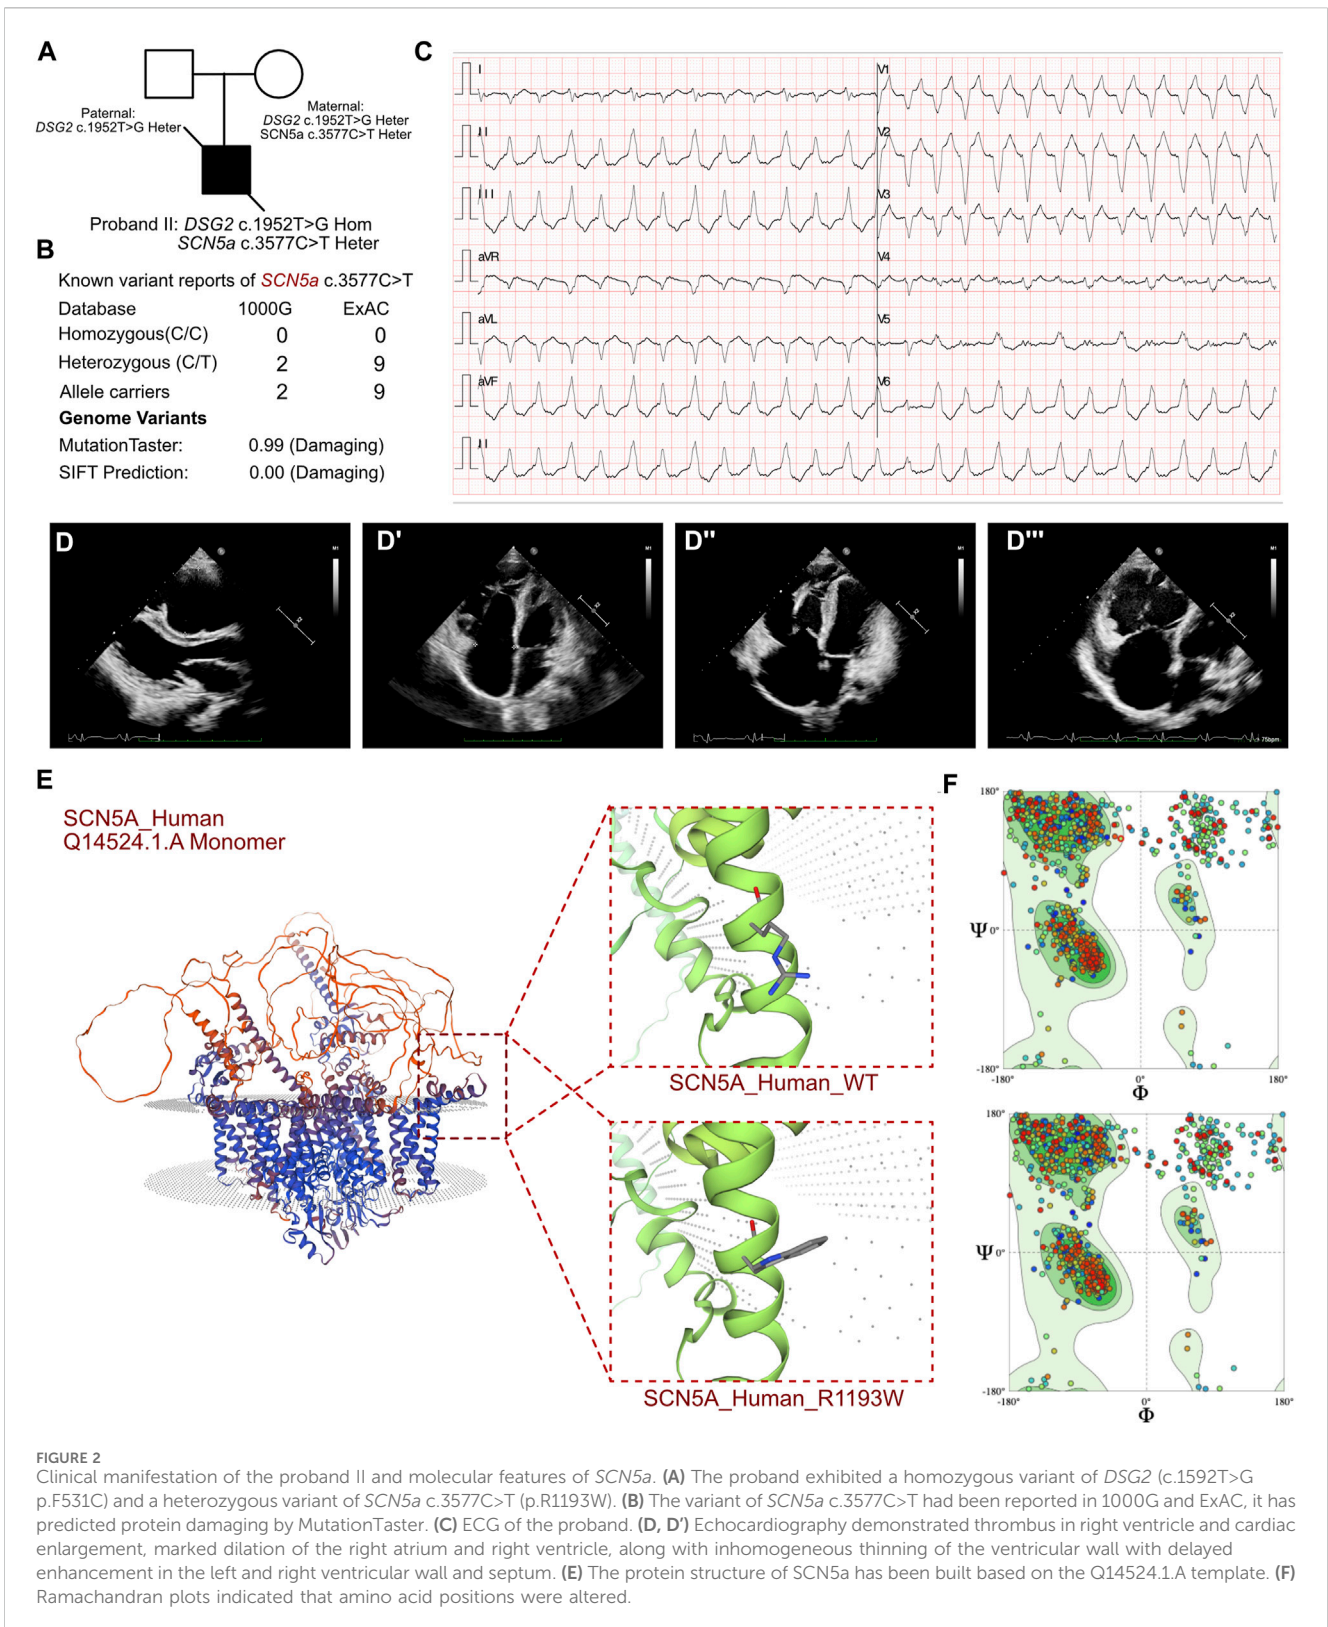 A
Paternal:
DSG2 c.1952T>G Heter
Maternal:
DSG2 c.1952T>G Heter
SCN5a c.3577C>T Heter
Proband II: DSG2 c.1952T>G Hom
SCN5a c.3577C>T Heter
B
Known variant reports of SCN5a c.3577C>T
Database 1000G ExAC
Homozygous(C/C) 0 0
Heterozygous (C/T) 2 9
Allele carriers 2 9
Genome Variants
MutationTaster: 0.99 (Damaging)
SIFT Prediction: 0.00 (Damaging)
C
I V1
II V2
III V3
aVR V4
aVL V5
aVF V6
II
D
M1
X2
D'
M1
X2
D''
M1
X2
D'''
M1
X2
75bpm
E
SCN5A_Human
Q14524.1.A Monomer
SCN5A_Human_WT
SCN5A_Human_R1193W
F
180°
Ψ 0°
-180°
-180° 0° 180°
Φ
180°
Ψ 0°
-180°
-180° 0° 180°
Φ
FIGURE 2
Clinical manifestation of the proband II and molecular features of SCN5a. (A) The proband exhibited a homozygous variant of DSG2 (c.1592T>G
p.F531C) and a heterozygous variant of SCN5a c.3577C>T (p.R1193W). (B) The variant of SCN5a c.3577C>T had been reported in 1000G and ExAC, it has
predicted protein damaging by MutationTaster. (C) ECG of the proband. (D, D') Echocardiography demonstrated thrombus in right ventricle and cardiac
enlargement, marked dilation of the right atrium and right ventricle, along with inhomogeneous thinning of the ventricular wall with delayed
enhancement in the left and right ventricular wall and septum. (E) The protein structure of SCN5a has been built based on the Q14524.1.A template. (F)
Ramachandran plots indicated that amino acid positions were altered.